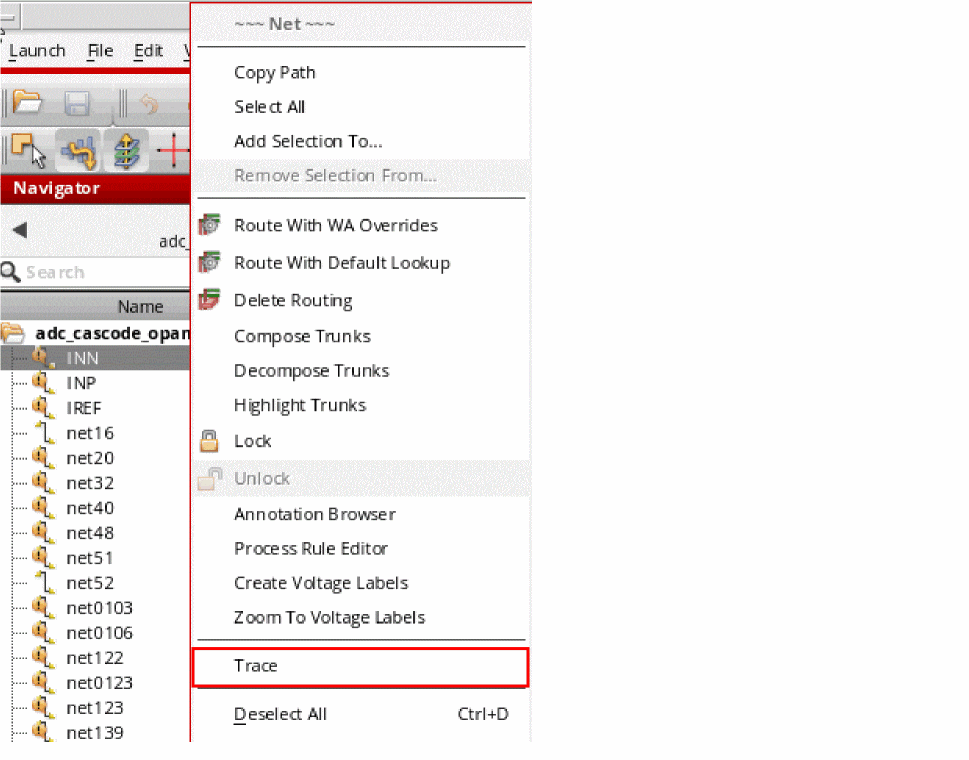 ~~~ Net ~~~
Launch File Edit
Copy Path
Select All
Add Selection To...
Remove Selection From...
Navigator
Route With WA Overrides
adc_
Route With Default Lookup
Search
Delete Routing
Name
Compose Trunks
adc_cascode_opam
Decompose Trunks
INN
INP
Highlight Trunks
IREF
net16
Lock
net20
net32
Unlock
net40
Annotation Browser
net48
Process Rule Editor
net51
net52
Create Voltage Labels
net0103
Zoom To Voltage Labels
net0106
net122
Trace
net0123
net123
Deselect All Ctrl+D
net139